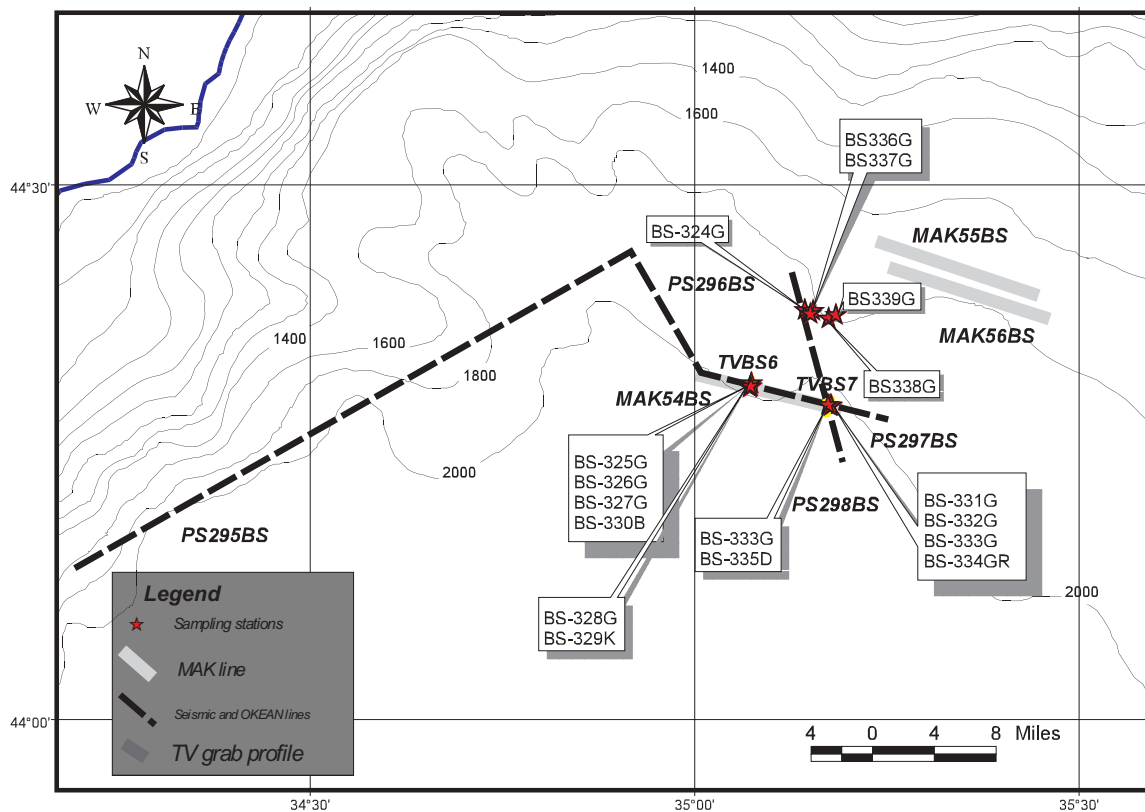 N
W
E
S
1400
1600
BS336G
BS337G
44°30'
BS-324G
MAK55BS
PS296BS
BS339G
MAK56BS
1400
1600
1800
TVBS6
TVBS7
BS338G
MAK54BS
PS297BS
2000
BS-325G
BS-326G
BS-327G
BS-330B
PS298BS
BS-331G
BS-332G
BS-333G
BS-334GR
BS-333G
BS-335D
PS295BS
2000
BS-328G
BS-329K
Legend
Sampling stations
MAK line
Seismic and OKEAN lines
TV grab profile
44°00'
4 0 4 8 Miles
34°30'
35°00'
35°30'